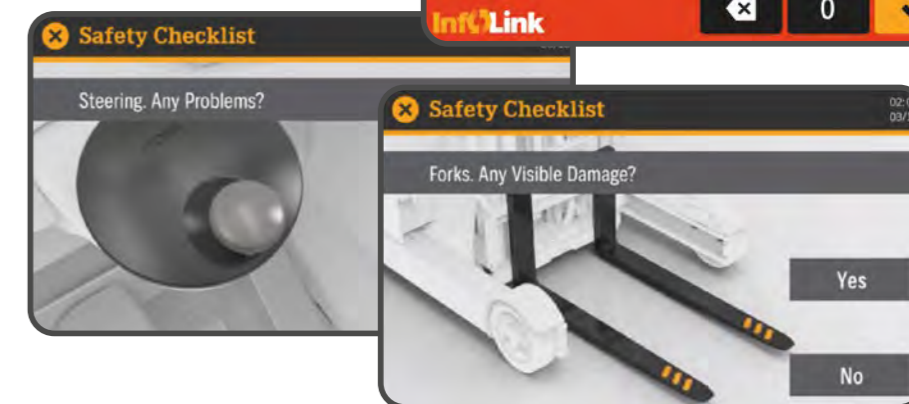 InfoLink
0
Safety Checklist
Steering. Any Problems?
Safety Checklist
Forks. Any Visible Damage?
Yes
No